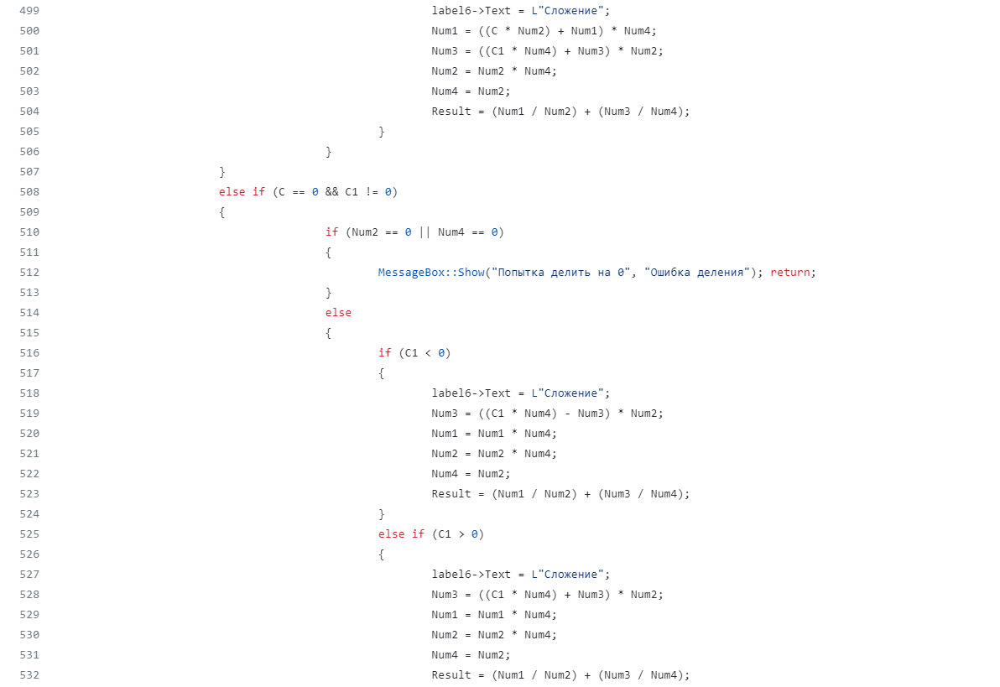 499 label6->Text = L"Сложение";
500 Num1 = ((C * Num2) + Num1) * Num4;
501 Num3 = ((C1 * Num4) + Num3) * Num2;
502 Num2 = Num2 * Num4;
503 Num4 = Num2;
504 Result = (Num1 / Num2) + (Num3 / Num4);
505 }
506 }
507 }
508 else if (C == 0 && C1 != 0)
509 {
510 if (Num2 == 0 || Num4 == 0)
511 {
512 MessageBox::Show("Попытка делить на 0", "Ошибка деления"); return;
513 }
514 else
515 {
516 if (C1 < 0)
517 {
518 label6->Text = L"Сложение";
519 Num3 = ((C1 * Num4) - Num3) * Num2;
520 Num1 = Num1 * Num4;
521 Num2 = Num2 * Num4;
522 Num4 = Num2;
523 Result = (Num1 / Num2) + (Num3 / Num4);
524 }
525 else if (C1 > 0)
526 {
527 label6->Text = L"Сложение";
528 Num3 = ((C1 * Num4) + Num3) * Num2;
529 Num1 = Num1 * Num4;
530 Num2 = Num2 * Num4;
531 Num4 = Num2;
532 Result = (Num1 / Num2) + (Num3 / Num4);